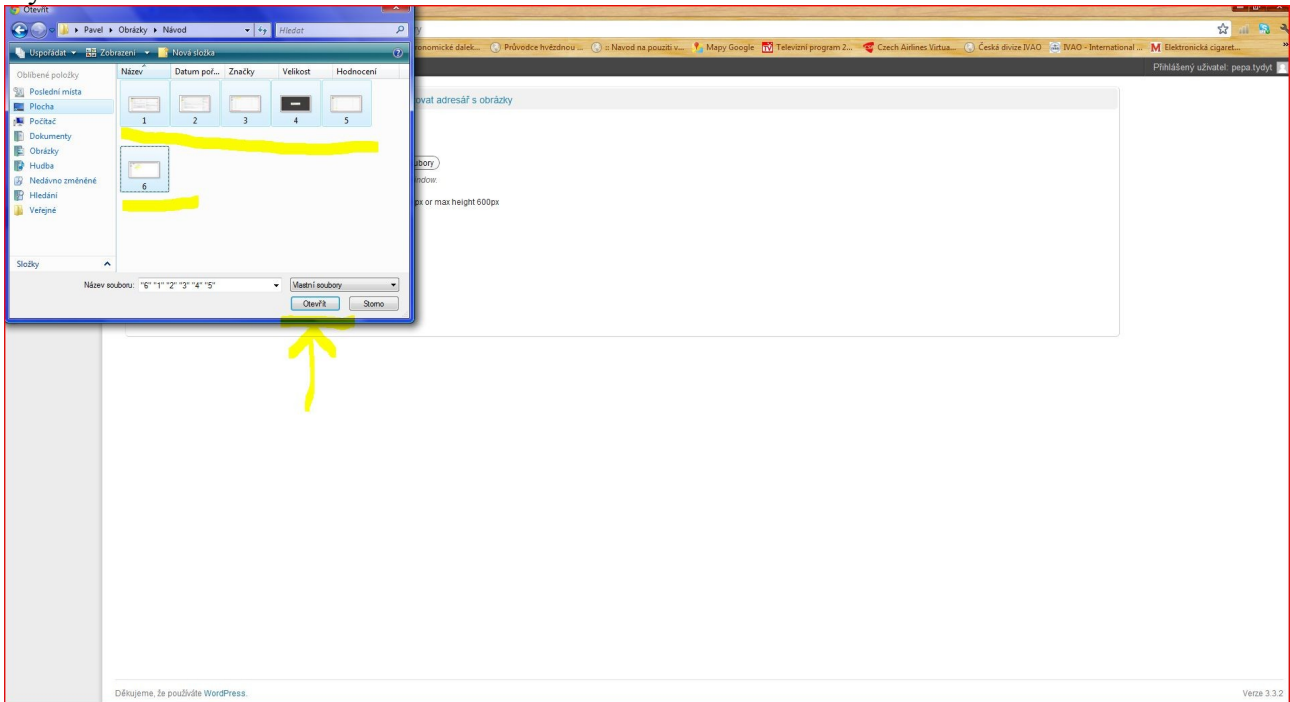 Otevřít
Pavel ▸ Obrázky ▸ Návod
Hledat
Uspořádat
Zobrazení
Nová složka
Průvodce hvězdnou ...
:: Navod na pouziti v...
Mapy Google
Televizní program 2...
Czech Airlines Virtua...
Česká divize IVAO
IVAO - International ...
Elektronická cigaret...
Přihlášený uživatel: pepa.tydyt
Oblíbené položky
Poslední místa
Plocha
Počítač
Dokumenty
Obrázky
Hudba
Nedávno změněné
Hledání
Veřejné
Složky
Název
Datum poř...
Značky
Velikost
Hodnocení
1
2
3
4
5
6
ovat adresář s obrázky
ubory)
indow.
px or max height 600px
Název souboru:
"6" "1" "2" "3" "4" "5"
Vlastní soubory
Otevřít
Storno
Děkujeme, že používáte WordPress.
Verze 3.3.2